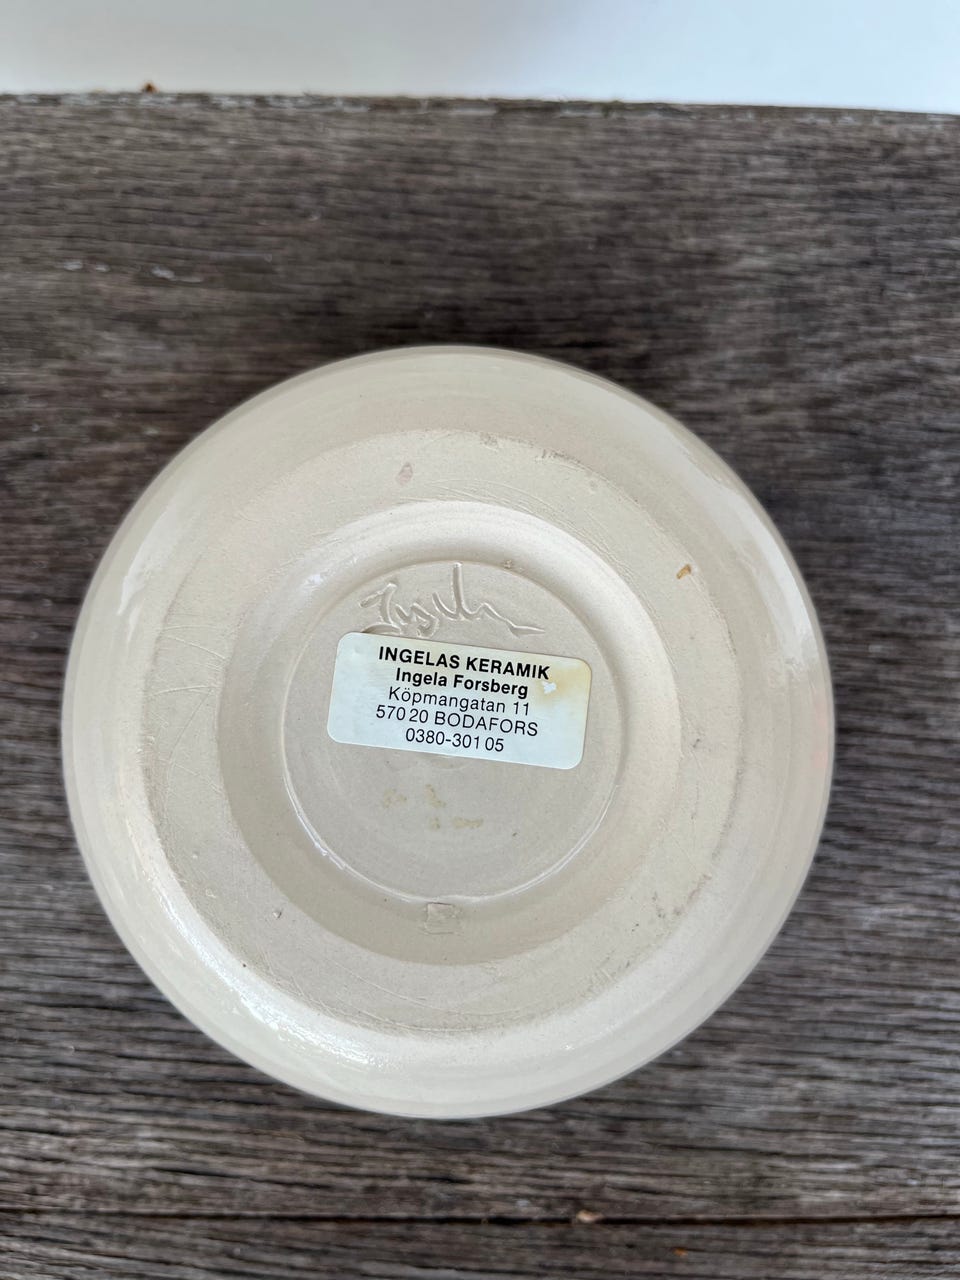 INGELAS KERAMIK
Ingela Forsberg
Köpmangatan 11
570 20 BODAFORS
0380-301 05